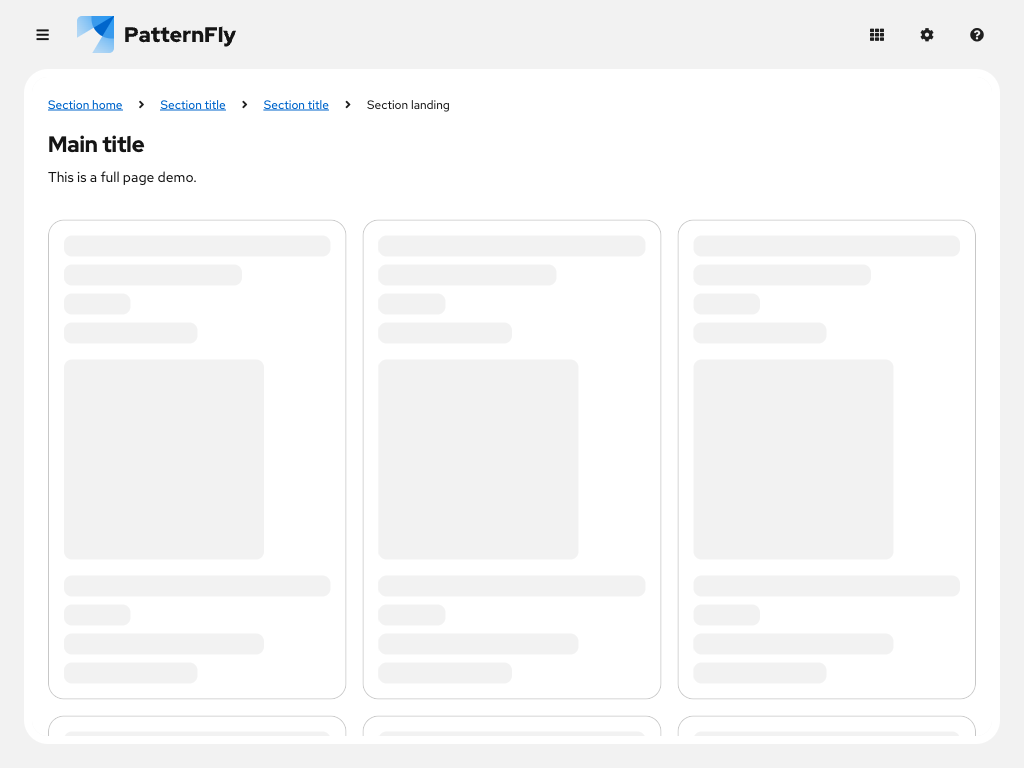 PatternFly
Section home Section title Section title Section landing
Main title
This is a full page demo.